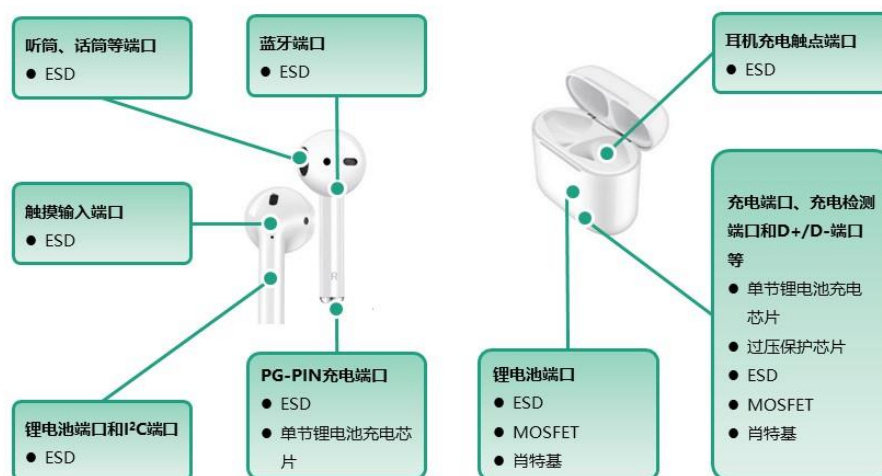 听筒、话筒等端口
● ESD
蓝牙端口
● ESD
耳机充电触点端口
● ESD
触摸输入端口
● ESD
充电端口、充电检测
端口和D+/D-端口
等
● 单节锂电池充电
芯片
● 过压保护芯片
● ESD
● MOSFET
● 肖特基
R
锂电池端口和I²C端口
● ESD
PG-PIN充电端口
● ESD
● 单节锂电池充电芯
片
锂电池端口
● ESD
● MOSFET
● 肖特基